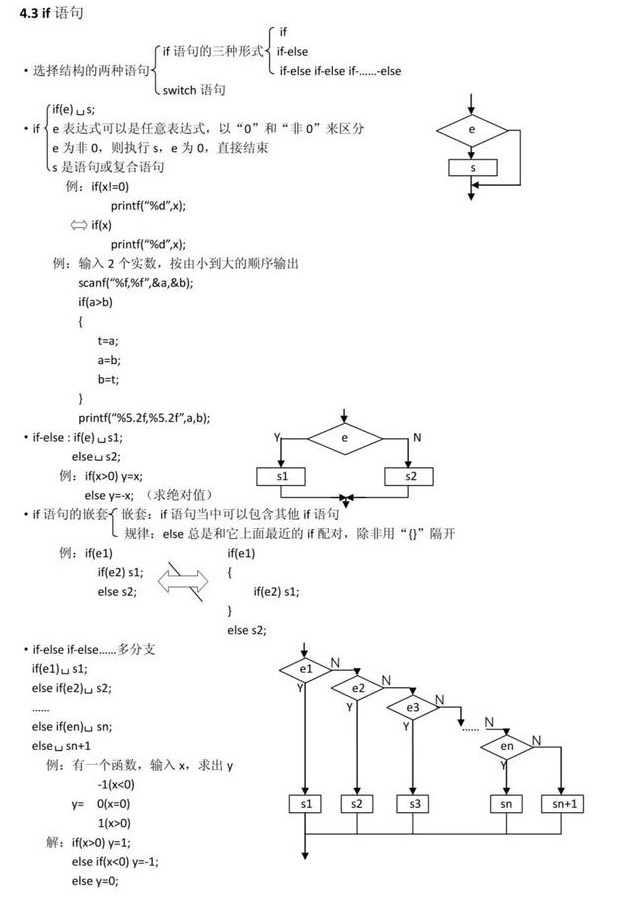 4.3 if 语句
if
if 语句的三种形式 if-else
• 选择结构的两种语句 if-else if-else if-……-else
switch 语句
if(e)␣s;
• if e 表达式可以是任意表达式，以“0”和“非 0”来区分
e 为非 0，则执行 s，e 为 0，直接结束
s 是语句或复合语句
e
s
例：if(x!=0)
printf(“%d”,x);
⇔ if(x)
printf(“%d”,x);
例：输入 2 个实数，按由小到大的顺序输出
scanf(“%f,%f”,&a,&b);
if(a>b)
{
t=a;
a=b;
b=t;
}
printf(“%5.2f,%5.2f”,a,b);
• if-else : if(e)␣s1;
else␣s2;
例：if(x>0) y=x;
else y=-x; （求绝对值）
Y e N
s1 s2
• if 语句的嵌套 嵌套：if 语句当中可以包含其他 if 语句
规律：else 总是和它上面最近的 if 配对，除非用“{}”隔开
例：if(e1) if(e1)
if(e2) s1; {
else s2; if(e2) s1;
}
else s2;
• if-else if-else……多分支
if(e1)␣ s1;
else if(e2)␣ s2;
……
else if(en)␣ sn;
else␣ sn+1
例：有一个函数，输入 x，求出 y
-1(x<0)
y= 0(x=0)
1(x>0)
解：if(x>0) y=1;
else if(x<0) y=-1;
else y=0;
e1 N
Y e2 N
Y e3 N
Y …… N
en N
Y
s1 s2 s3 sn sn+1